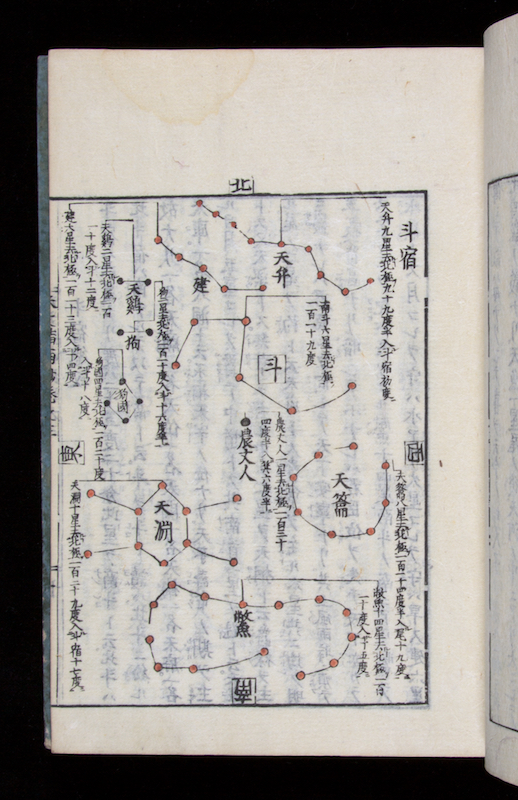 北
斗宿
天弁九星去北極九十九度半入斗宿初度
天弁
建
建六星去北極一百一十三度入斗四度
天鷄二星去北極一百
一十度入斗十二度
天鷄
狗
狗二星去北極一百一十度入斗十六度半
南斗六星去北極
一百一十九度
斗
狗國四星去北極一百二十度
入斗十八度
狗國
西
東
農丈人
農丈人一星去北極一百三十
天籥八星去北極一百一十四度半入尾十九度
天籥
天淵十星去北極一百二十九度入斗宿十七度
天淵
龞十四星去北極一百
一十度入斗五度
南